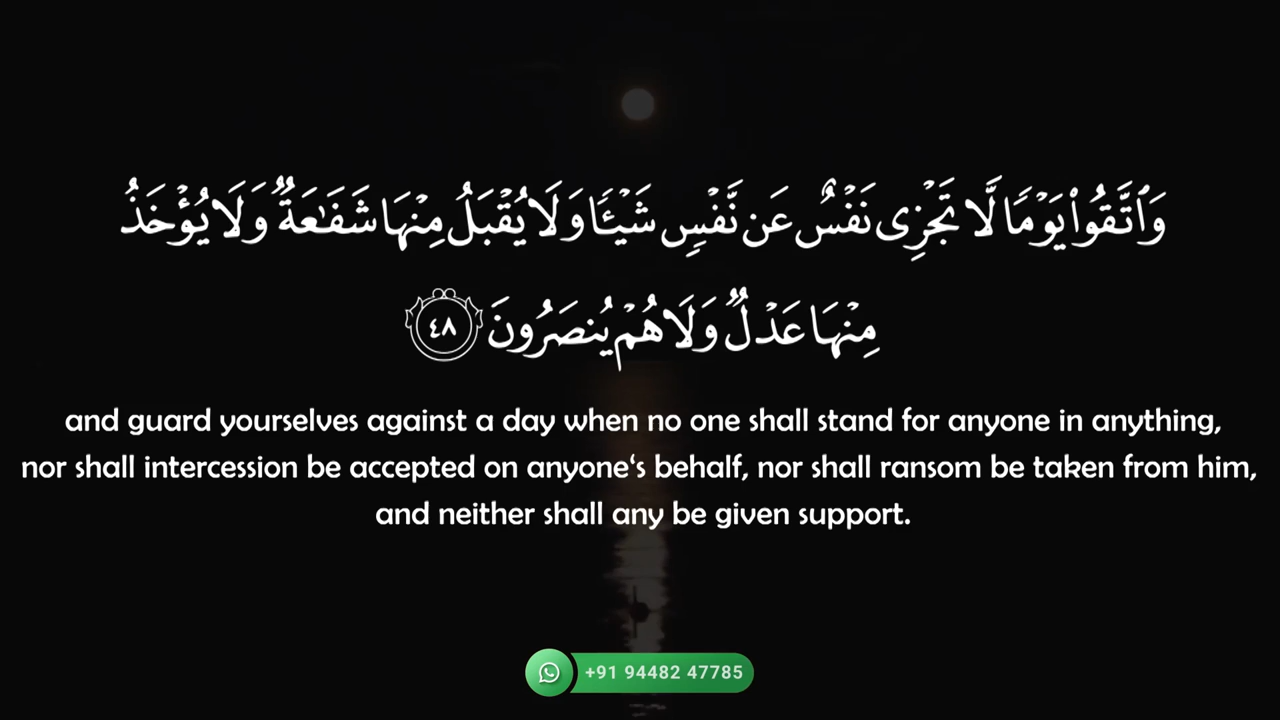 وَٱتَّقُوا۟ يَوْمًا لَّا تَجْزِى نَفْسٌ عَن نَّفْسٍ شَيْـًٔا وَلَا يُقْبَلُ مِنْهَا شَفَـٰعَةٌ وَلَا يُؤْخَذُ
مِنْهَا عَدْلٌ وَلَا هُمْ يُنصَرُونَ ٤٨
and guard yourselves against a day when no one shall stand for anyone in anything,
nor shall intercession be accepted on anyone‘s behalf, nor shall ransom be taken from him,
and neither shall any be given support.
+91 94482 47785